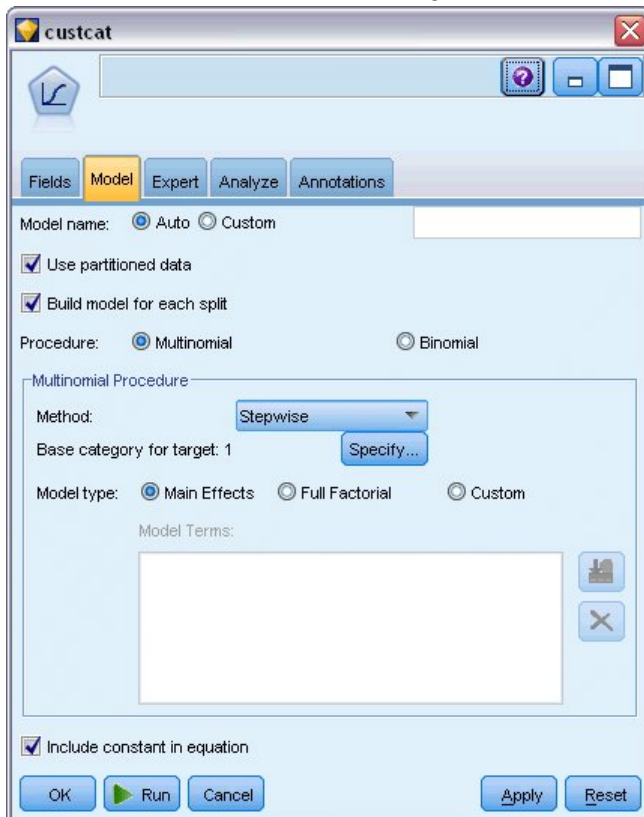 custcat
Fields Model Expert Analyze Annotations
Model name: Auto Custom
Use partitioned data
Build model for each split
Procedure: Multinomial Binomial
Multinomial Procedure
Method: Stepwise
Base category for target: 1 Specify...
Model type: Main Effects Full Factorial Custom
Model Terms:
Include constant in equation
OK Run Cancel Apply Reset